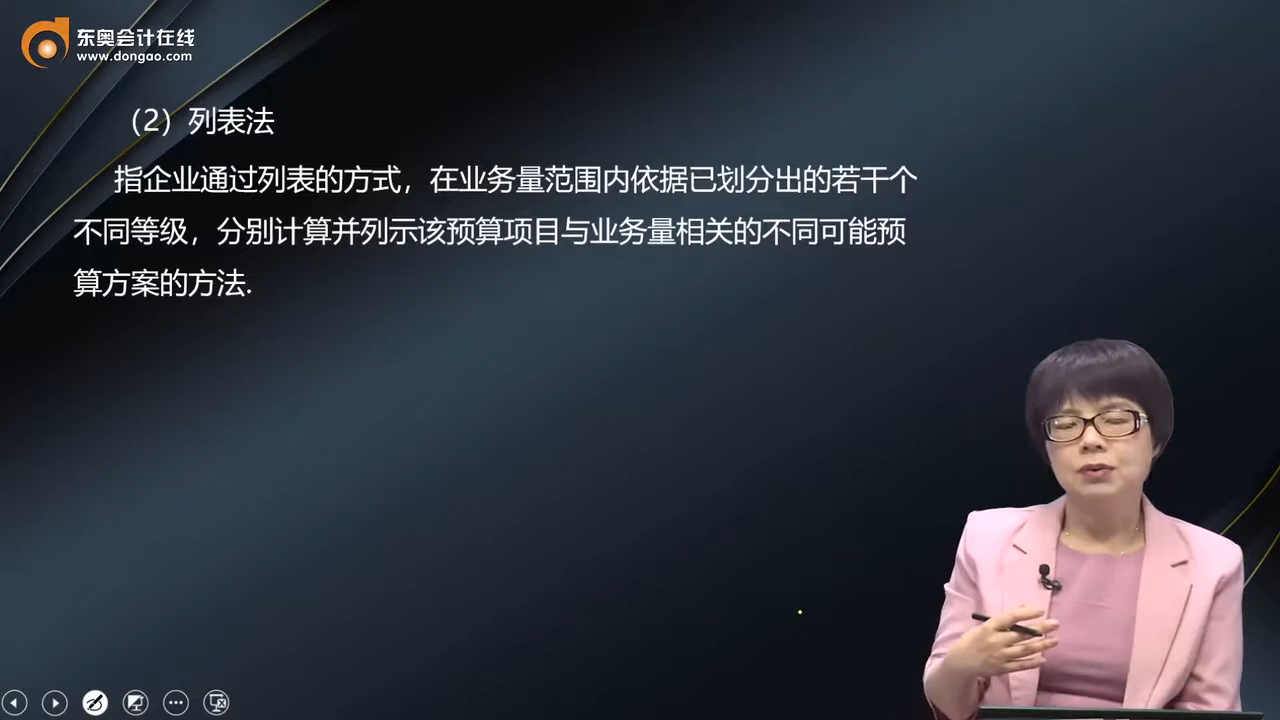 东奥会计在线
www.dongao.com
（2）列表法
指企业通过列表的方式，在业务量范围内依据已划分出的若干个
不同等级，分别计算并列示该预算项目与业务量相关的不同可能预
算方案的方法.